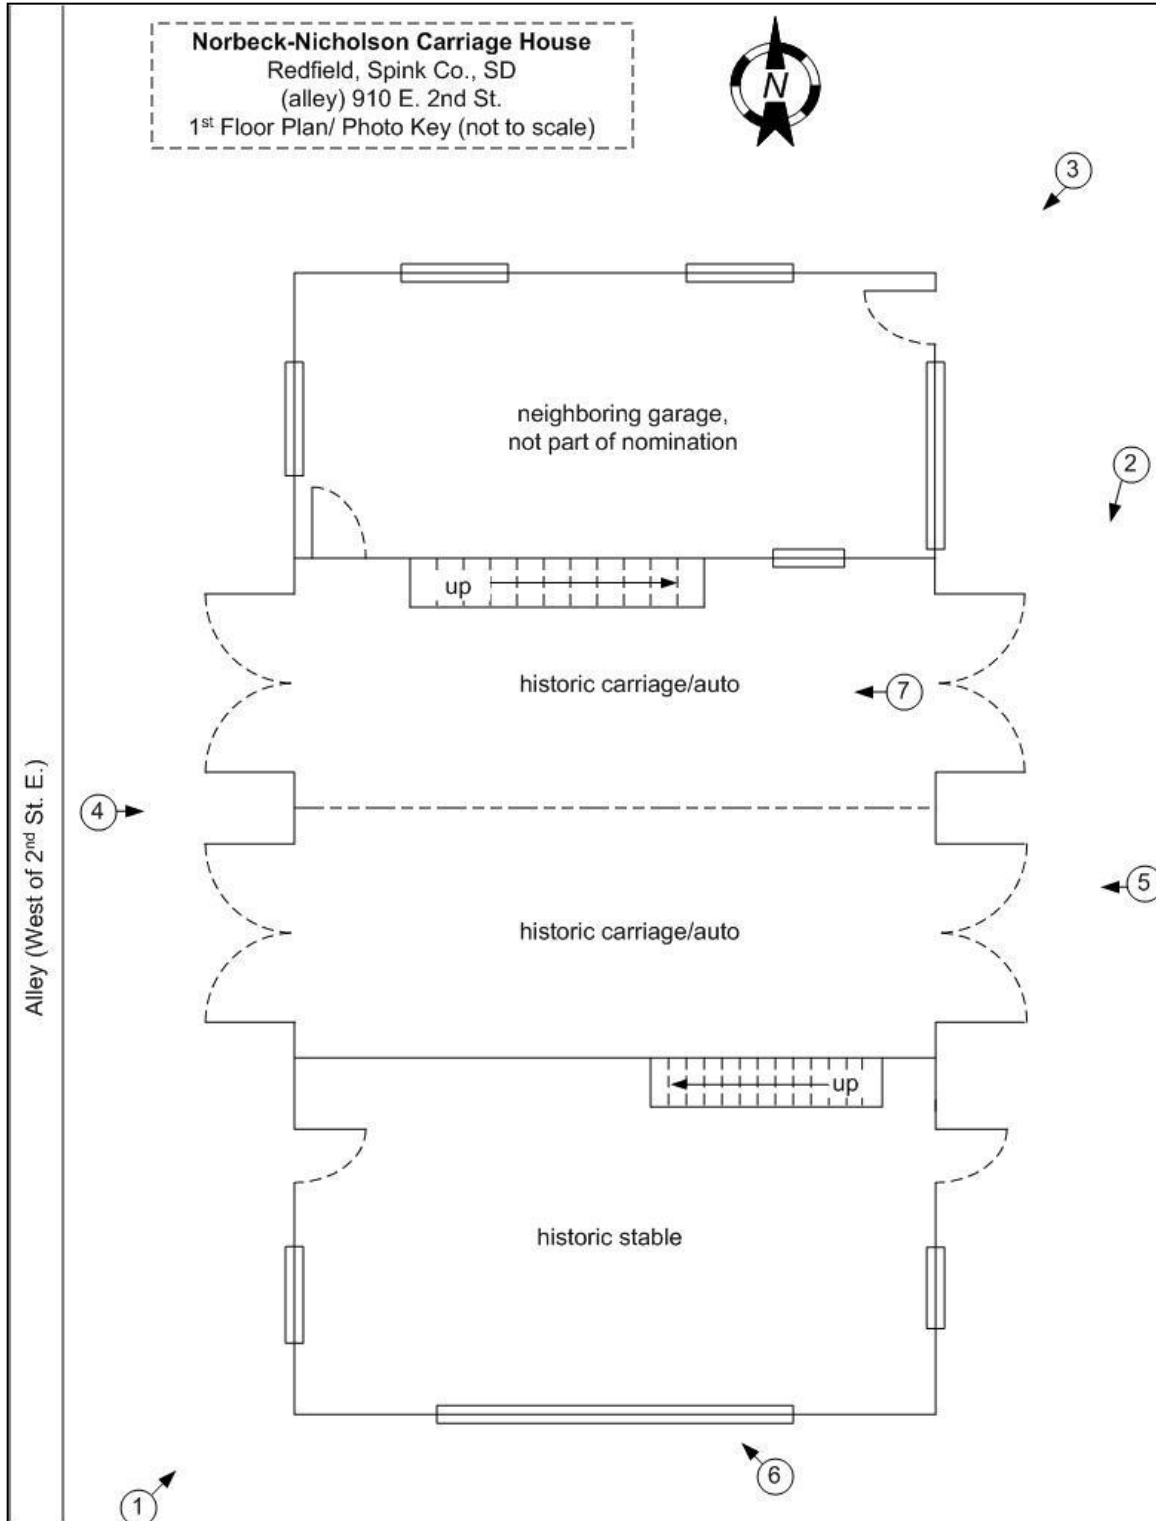 Norbeck-Nicholson Carriage House
Redfield, Spink Co., SD
(alley) 910 E. 2nd St.
1st Floor Plan/ Photo Key (not to scale)
N
3
neighboring garage,
not part of nomination
2
up
historic carriage/auto
7
Alley (West of 2nd St. E.)
4
5
historic carriage/auto
up
historic stable
6
1